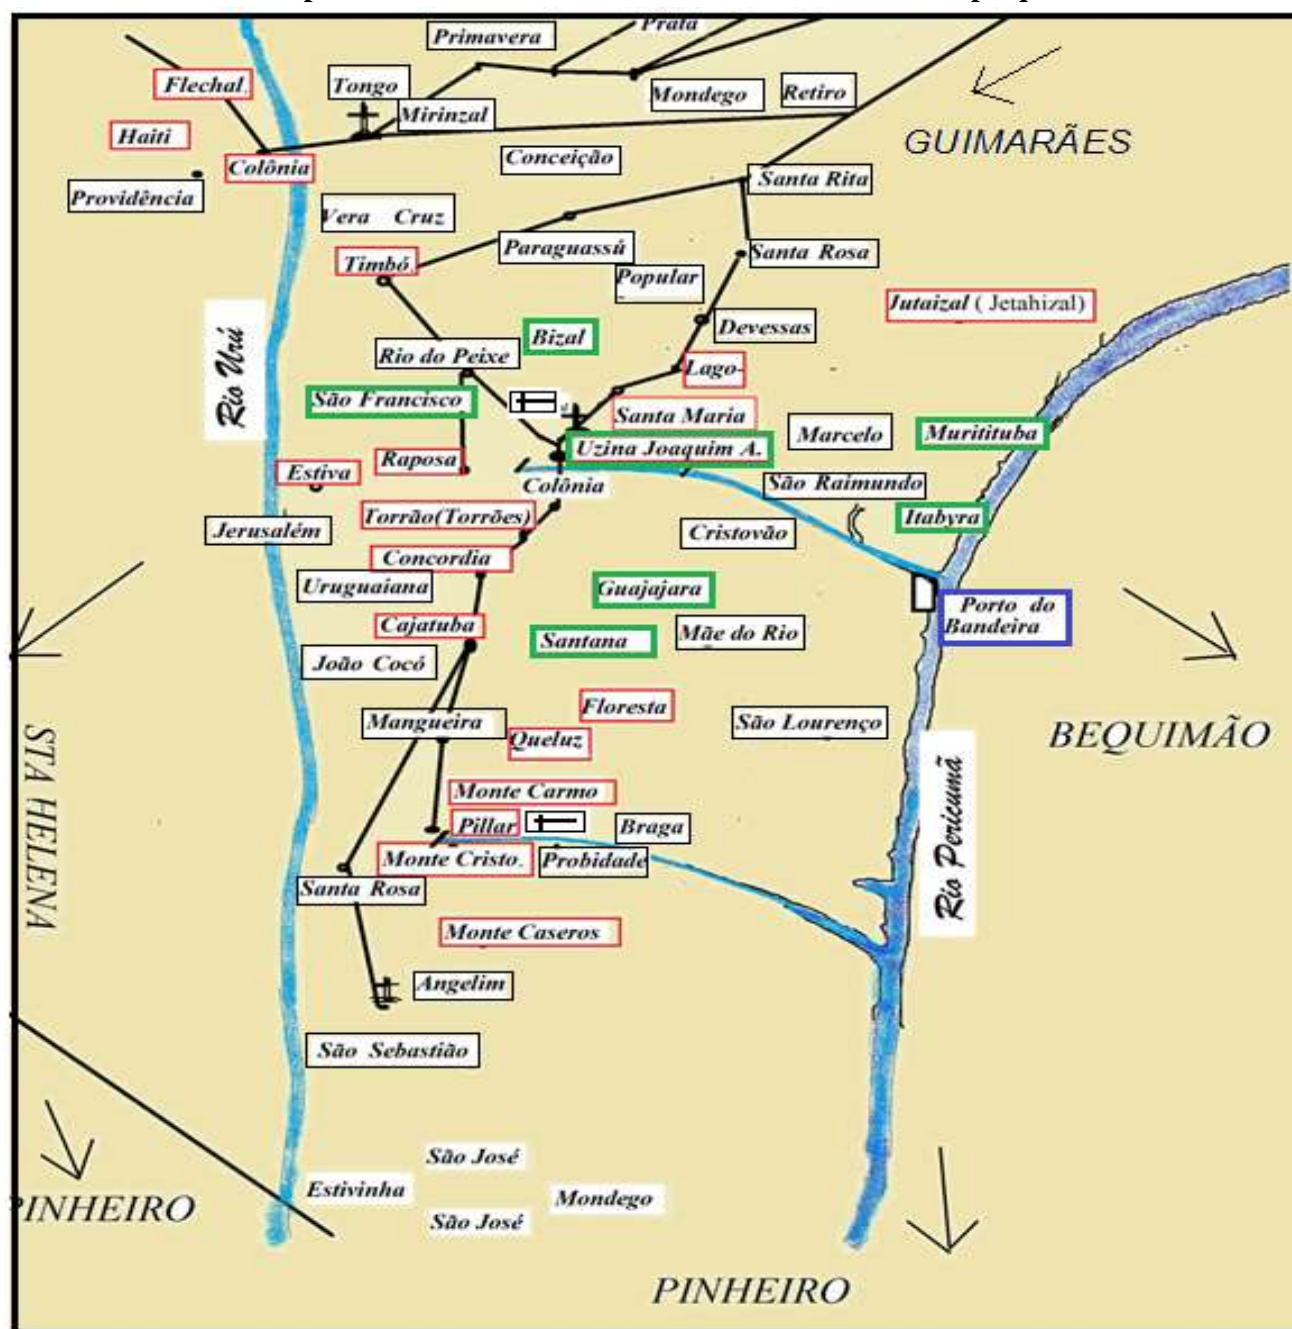 Primavera
Prata
Flechal.
Tongo
Mirinzal
Mondego
Retiro
Haiti
GUIMARÃES
Colônia
Conceição
Providência
Santa Rita
Vera Cruz
Paraguassú
Timbó.
Santa Rosa
Popular
Jutaizal ( Jetahizal)
Devessas
Bizal
Rio do Peixe
Lago-
Rio Urú
São Francisco
Santa Maria
Marcelo
Muritituba
Uzina Joaquim A.
Raposa
Estiva
Colônia
São Raimundo
Torrão(Torrões)
Itabyra
Jerusalém
Cristovão
Concordia
Uruguaiana
Guajajara
Porto do
Bandeira
Cajatuba
Santana
Mãe do Rio
João Cocó
Floresta
Mangueira
São Lourenço
Queluz
BEQUIMÃO
STA HELENA
Rio Pericumã
Monte Carmo
Pillar
Braga
Monte Cristo.
Probidade
Santa Rosa
Monte Caseros
Angelim
São Sebastião
São José
Estivinha
Mondego
PINHEIRO
São José
PINHEIRO